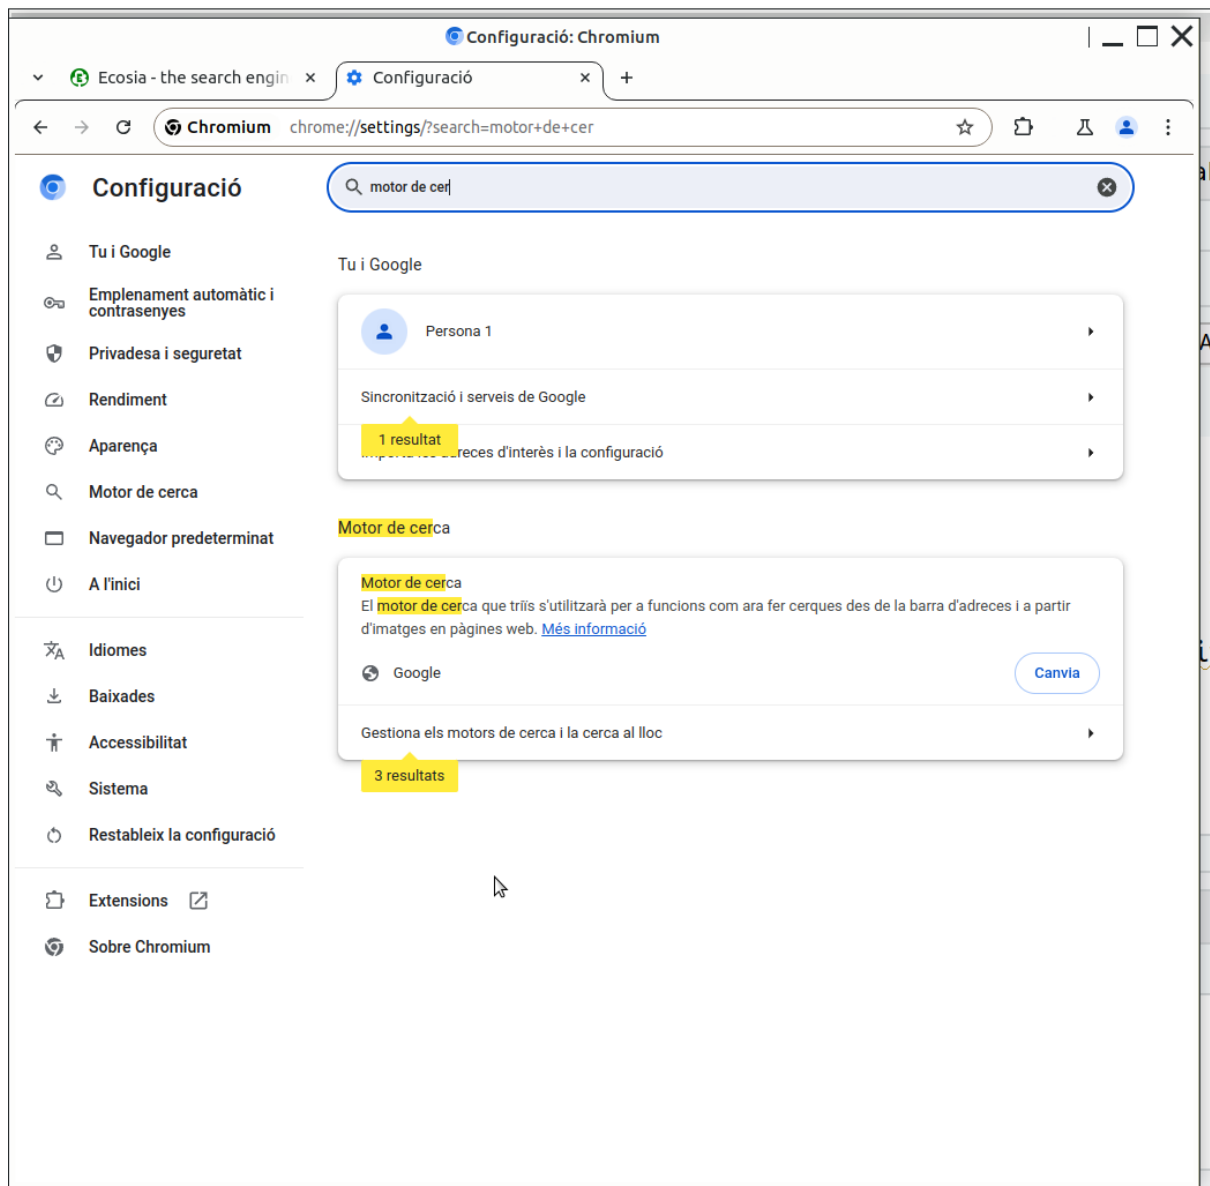 Configuració: Chromium
Ecosia - the search engin
Configuració
Chromium chrome://settings/?search=motor+de+cer
Configuració
motor de cer
Tu i Google
Emplenament automàtic i
contrasenyes
Privadesa i seguretat
Rendiment
Aparença
Motor de cerca
Navegador predeterminat
A l'inici
Idiomes
Baixades
Accessibilitat
Sistema
Restableix la configuració
Extensions
Sobre Chromium
Tu i Google
Persona 1
Sincronització i serveis de Google
1 resultat
d'interès i la configuració
Motor de cerca
Motor de cerca
El motor de cerca que triïs s'utilitzarà per a funcions com ara fer cerques des de la barra d'adreces i a partir
d'imatges en pàgines web. Més informació
Google
Canvia
Gestiona els motors de cerca i la cerca al lloc
3 resultats